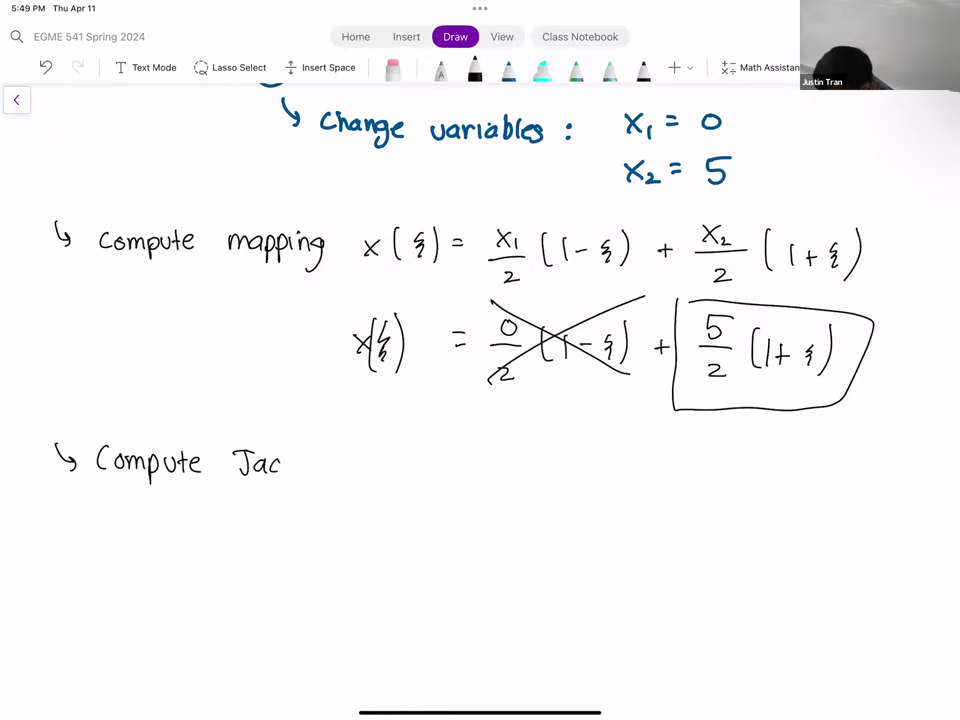 5:49 PM Thu Apr 11
EGME 541 Spring 2024
Home Insert Draw View Class Notebook
Text Mode Lasso Select Insert Space A Math Assistan
Justin Tran
↳ Change variables : x₁ = 0
x₂ = 5
↳ Compute mapping x(ξ) = x₁/2 (1-ξ) + x₂/2 (1+ξ)
x(ξ) = 0/2 (1-ξ) + 5/2 (1+ξ)
↳ Compute Jac